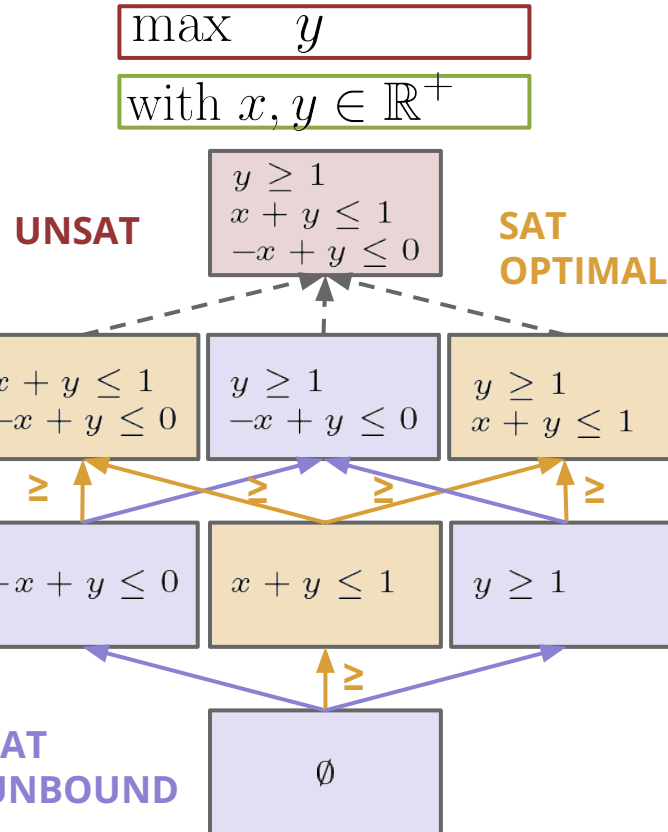 max y
with x, y ∈ ℝ⁺
y ≥ 1
x + y ≤ 1
−x + y ≤ 0
UNSAT
SAT
OPTIMAL
x + y ≤ 1
−x + y ≤ 0
y ≥ 1
−x + y ≤ 0
y ≥ 1
x + y ≤ 1
≥ ≥ ≥ ≥
−x + y ≤ 0
x + y ≤ 1
y ≥ 1
≥
AT
UNBOUND
∅